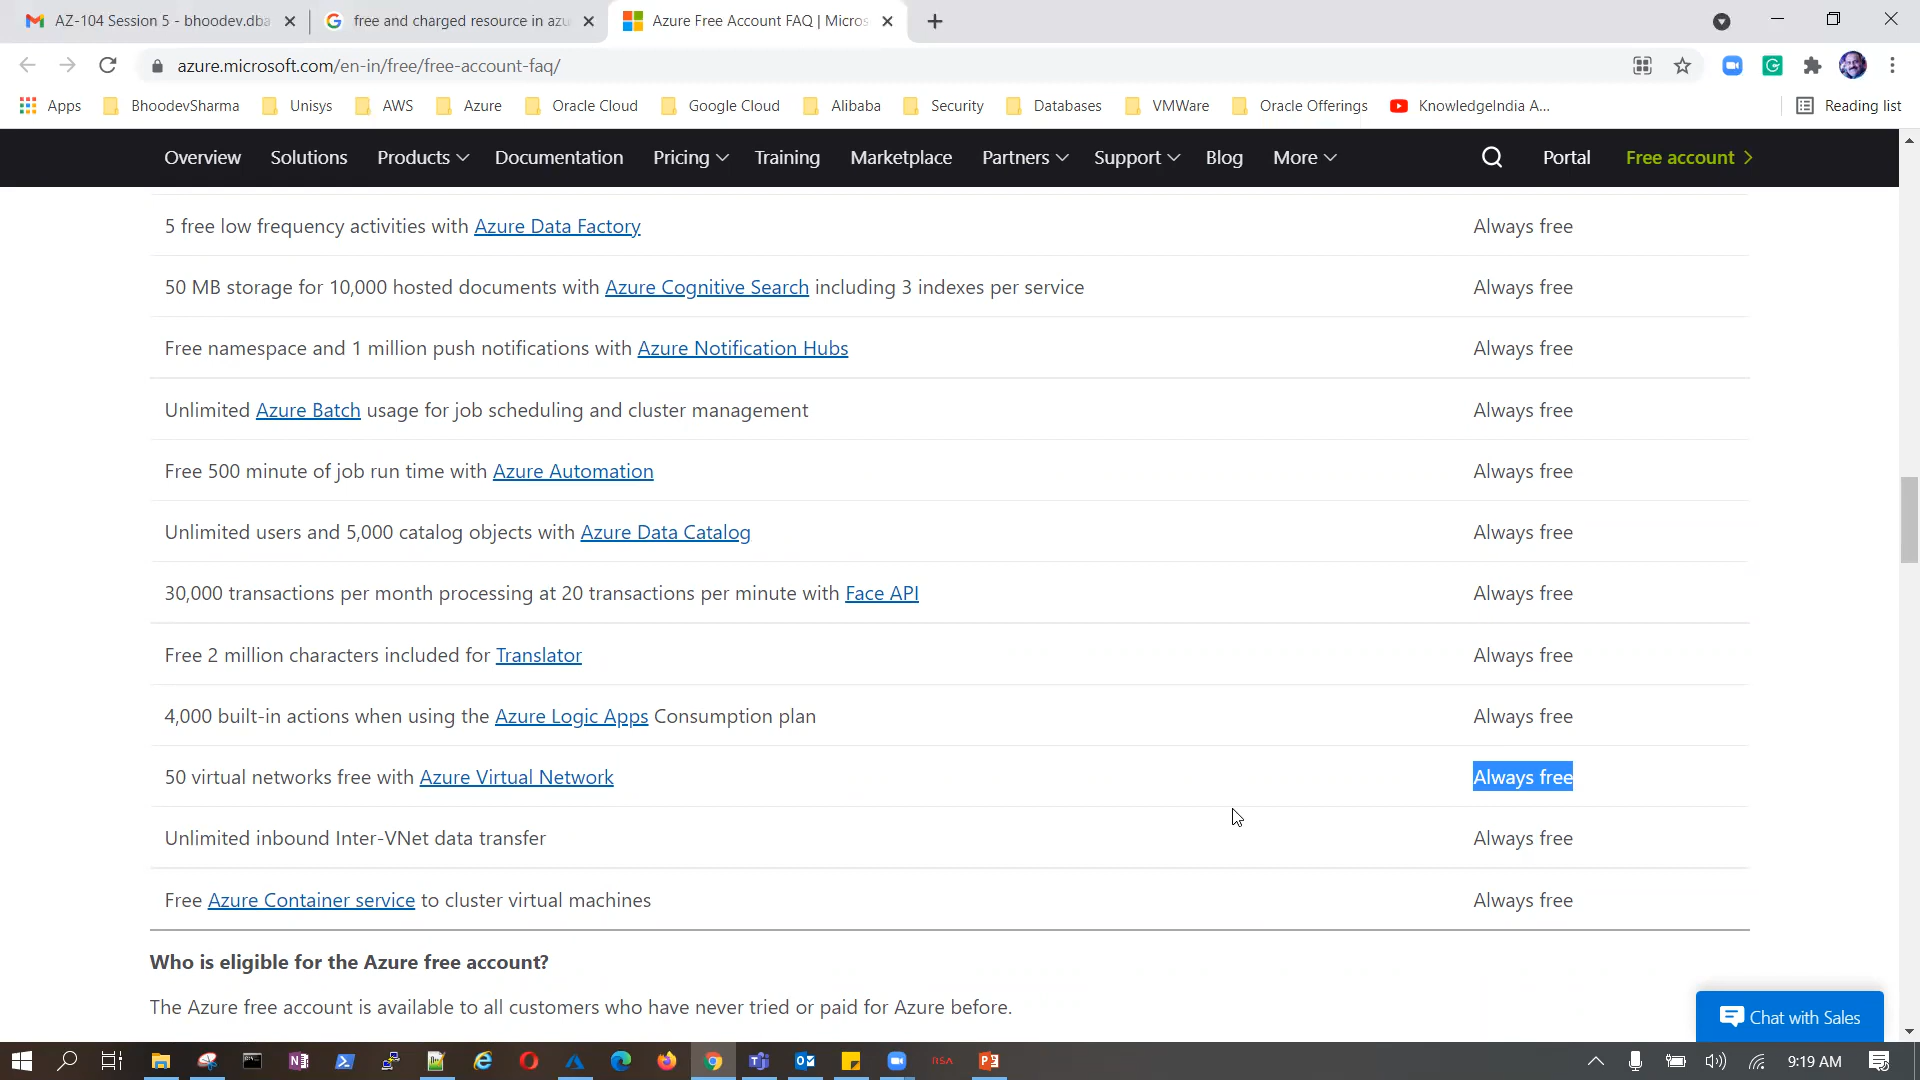 AZ-104 Session 5 - bhoodev.dba
free and charged resource in azu
Azure Free Account FAQ | Micros
azure.microsoft.com/en-in/free/free-account-faq/
Apps BhoodevSharma Unisys AWS Azure Oracle Cloud Google Cloud Alibaba Security Databases VMWare Oracle Offerings KnowledgeIndia A... Reading list
Overview Solutions Products Documentation Pricing Training Marketplace Partners Support Blog More Portal Free account
5 free low frequency activities with Azure Data Factory Always free
50 MB storage for 10,000 hosted documents with Azure Cognitive Search including 3 indexes per service Always free
Free namespace and 1 million push notifications with Azure Notification Hubs Always free
Unlimited Azure Batch usage for job scheduling and cluster management Always free
Free 500 minute of job run time with Azure Automation Always free
Unlimited users and 5,000 catalog objects with Azure Data Catalog Always free
30,000 transactions per month processing at 20 transactions per minute with Face API Always free
Free 2 million characters included for Translator Always free
4,000 built-in actions when using the Azure Logic Apps Consumption plan Always free
50 virtual networks free with Azure Virtual Network Always free
Unlimited inbound Inter-VNet data transfer Always free
Free Azure Container service to cluster virtual machines Always free
Who is eligible for the Azure free account?
The Azure free account is available to all customers who have never tried or paid for Azure before.
Chat with Sales
RSA
9:19 AM